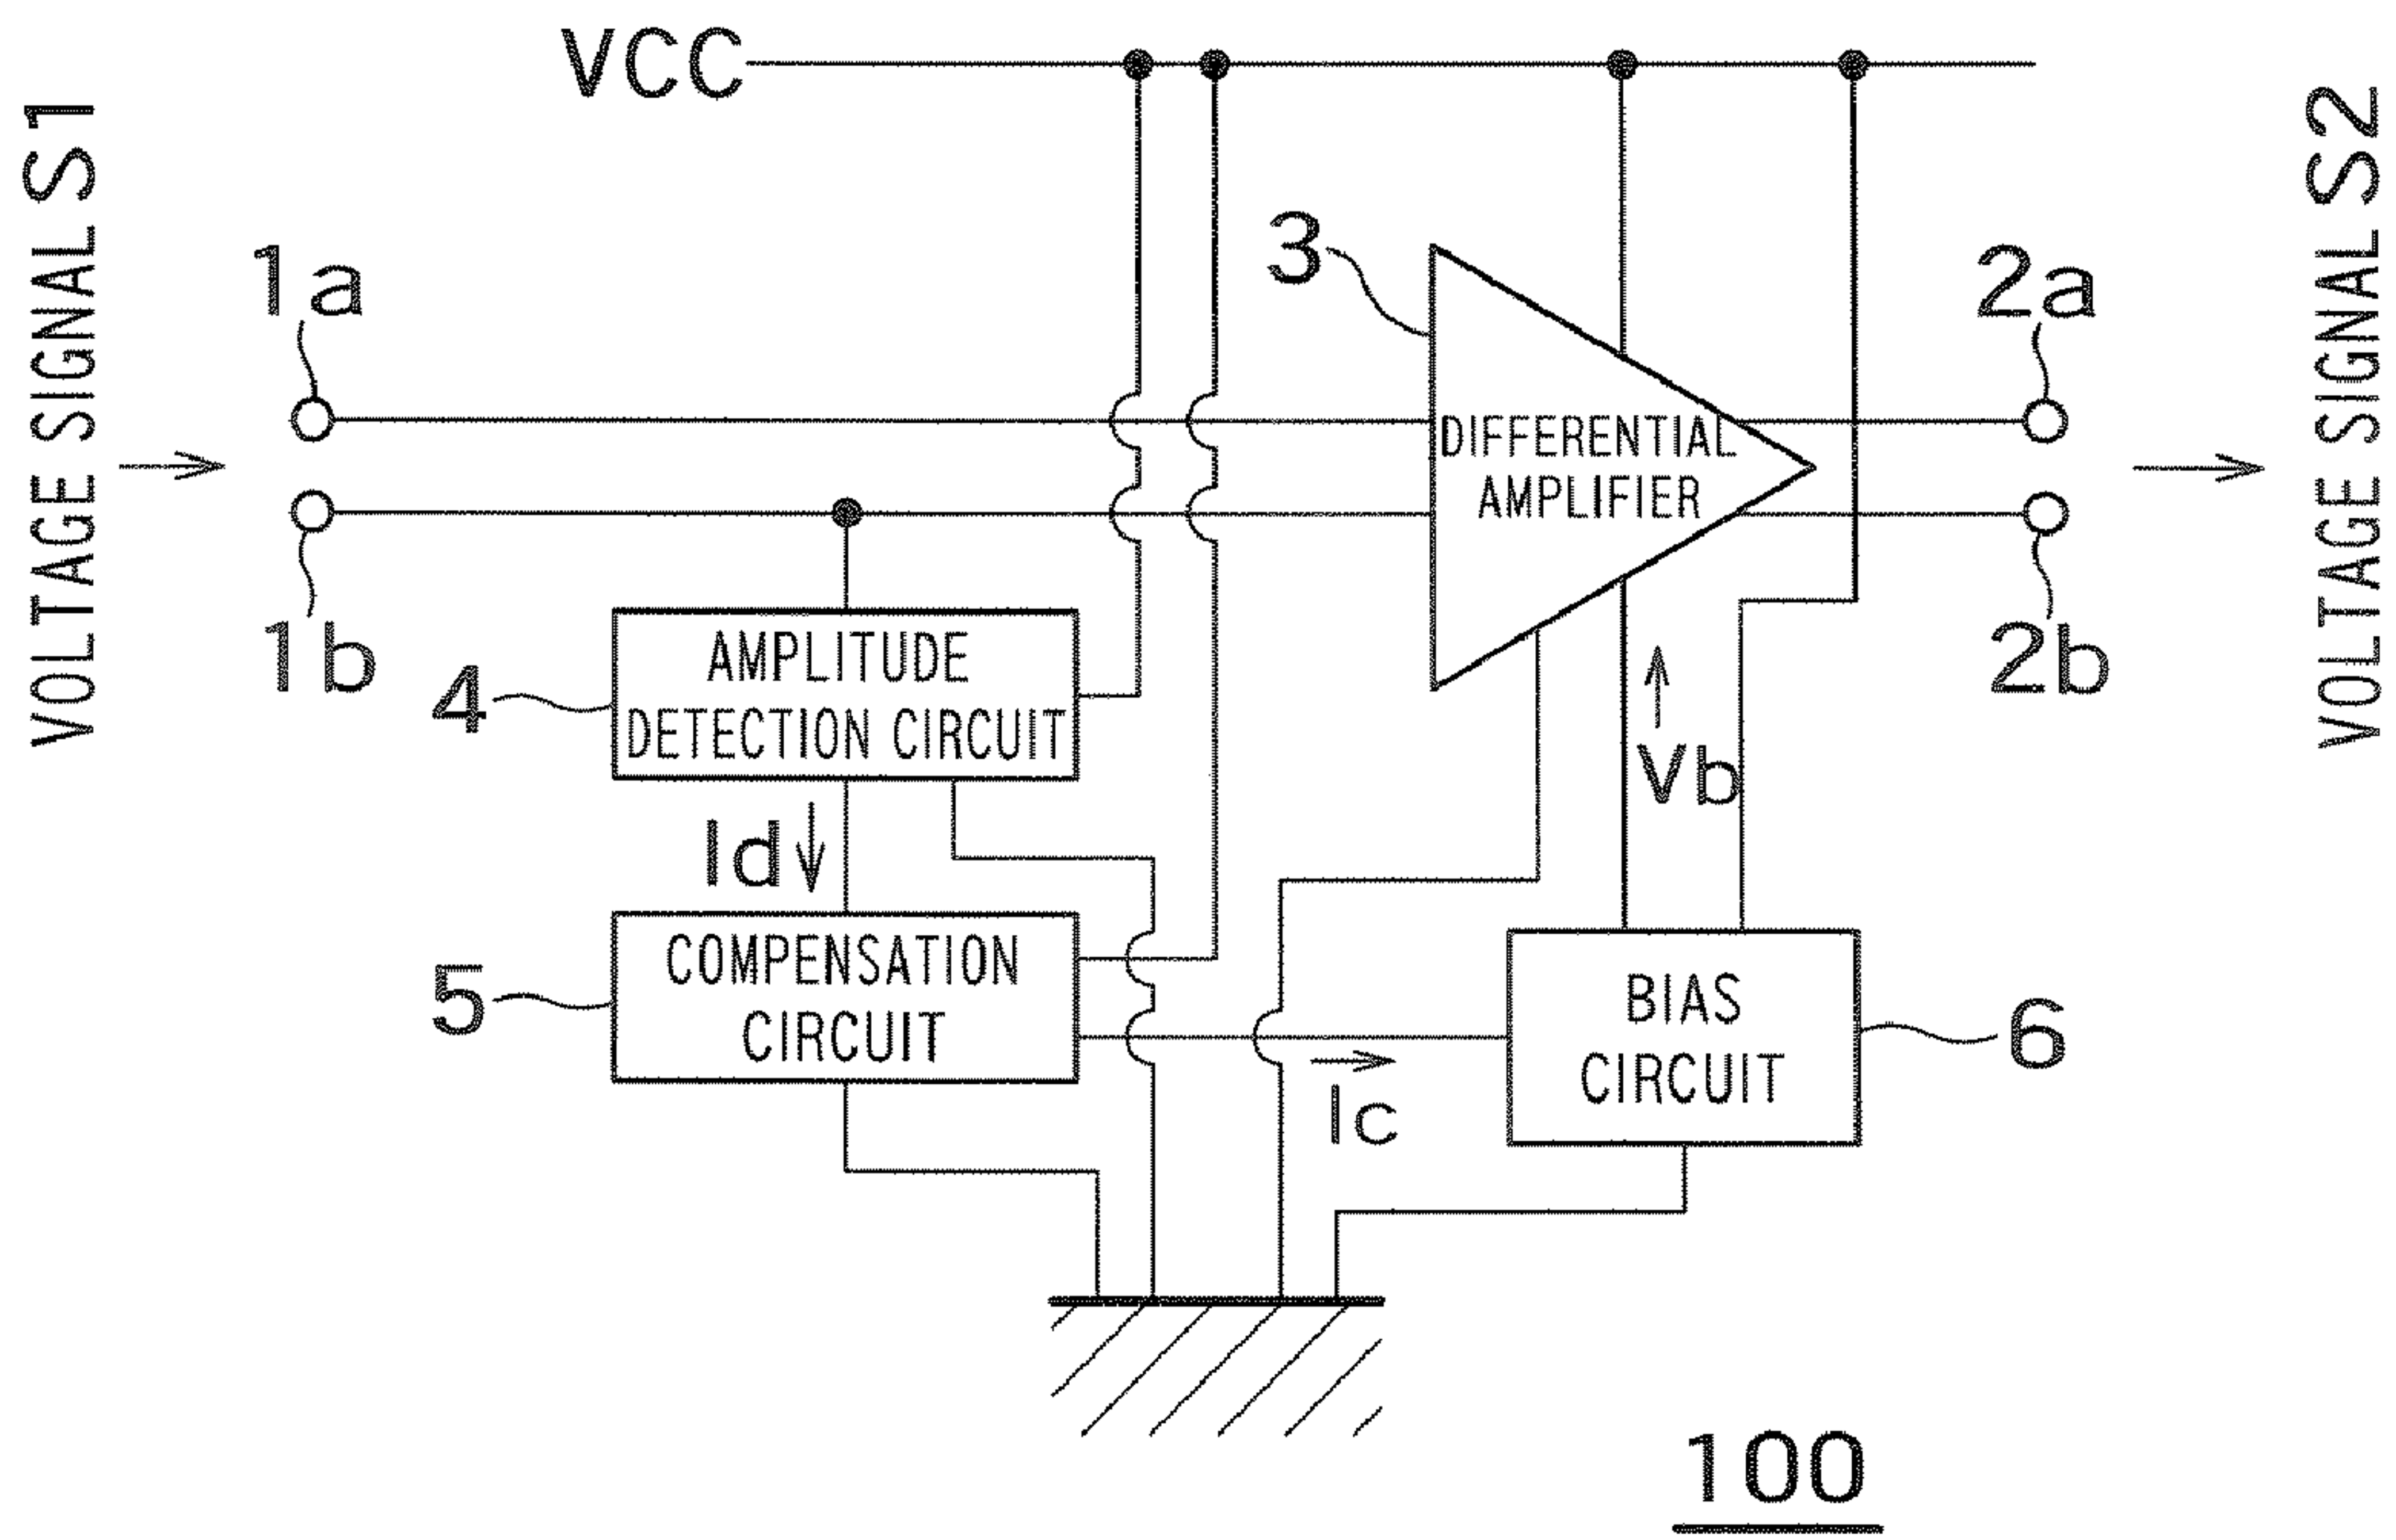 VCC
VOLTAGE SIGNAL S1
1a
1b
3
DIFFERENTIAL
AMPLIFIER
2a
2b
VOLTAGE SIGNAL S2
4
AMPLITUDE
DETECTION CIRCUIT
Id
Vb
5
COMPENSATION
CIRCUIT
Ic
BIAS
CIRCUIT
6
100